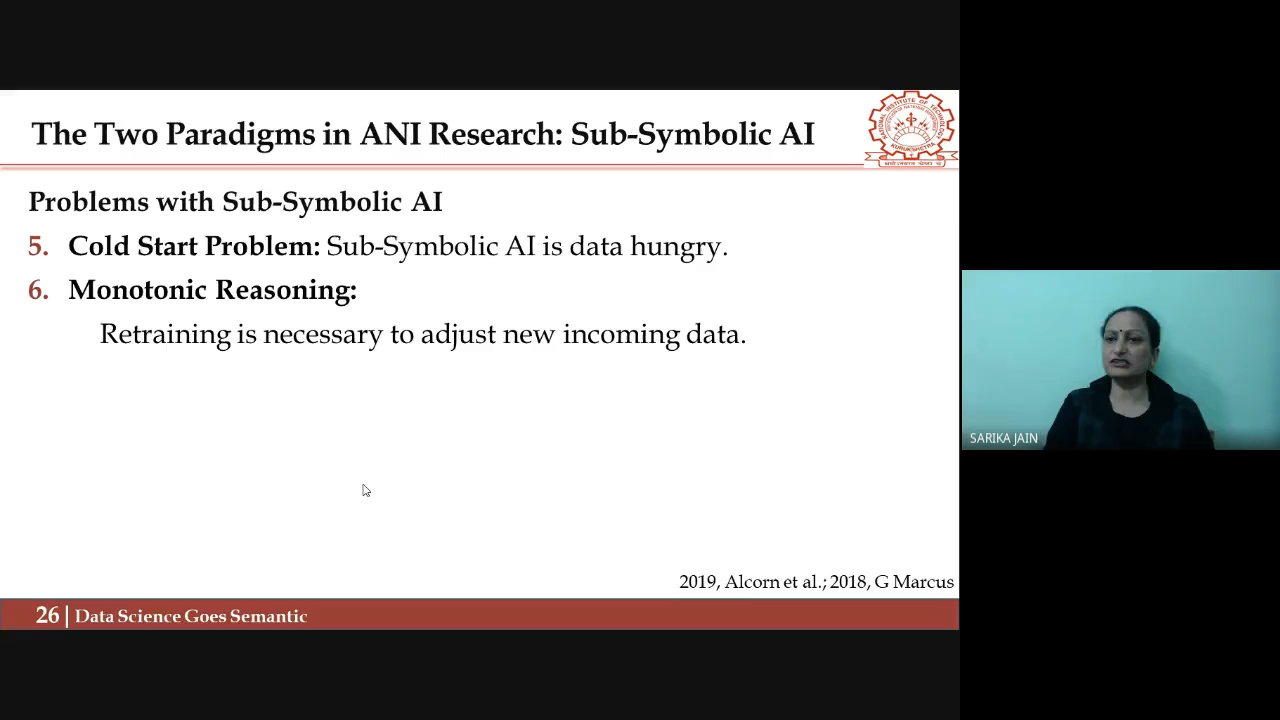 The Two Paradigms in ANI Research: Sub-Symbolic AI
Problems with Sub-Symbolic AI
5. Cold Start Problem: Sub-Symbolic AI is data hungry.
6. Monotonic Reasoning:
Retraining is necessary to adjust new incoming data.
2019, Alcorn et al.; 2018, G Marcus
26 | Data Science Goes Semantic
SARIKA JAIN